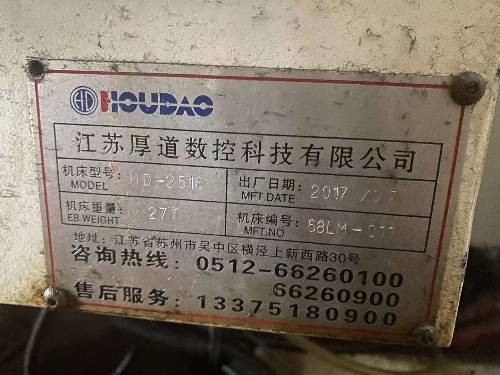 HOUDAO
江苏厚道数控科技有限公司
机床型号: HD-2516 出厂日期: 2017 /
MODEL MFT.DATE
机床重量: 27T 机床编号: 68LM-011
EB.WEIGHT MFT.NO
地址: 江苏省苏州市吴中区横泾上新西路30号
咨询热线: 0512-66260100
66260900
售后服务: 13375180900